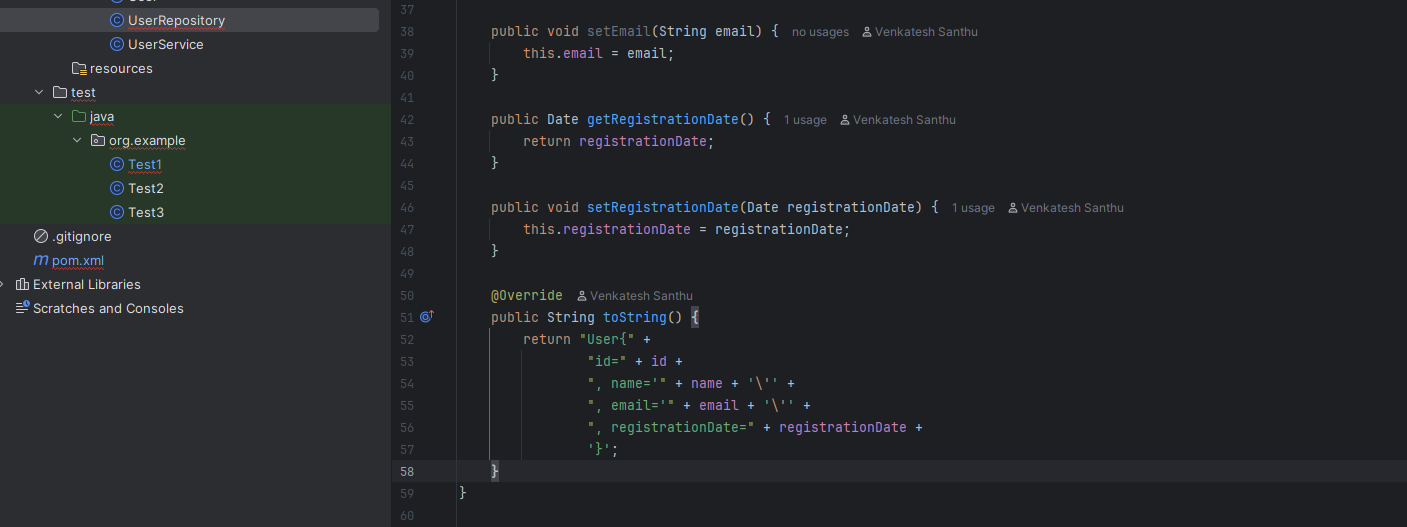 UserRepository
UserService
resources
test
java
org.example
Test1
Test2
Test3
.gitignore
pom.xml
External Libraries
Scratches and Consoles
37
38 public void setEmail(String email) { no usages Venkatesh Santhu
39 this.email = email;
40 }
41
42 public Date getRegistrationDate() { 1 usage Venkatesh Santhu
43 return registrationDate;
44 }
45
46 public void setRegistrationDate(Date registrationDate) { 1 usage Venkatesh Santhu
47 this.registrationDate = registrationDate;
48 }
49
50 @Override Venkatesh Santhu
51 public String toString() {
52 return "User{" +
53 "id=" + id +
54 ", name='" + name + '\'' +
55 ", email='" + email + '\'' +
56 ", registrationDate=" + registrationDate +
57 '}';
58 }
59 }
60